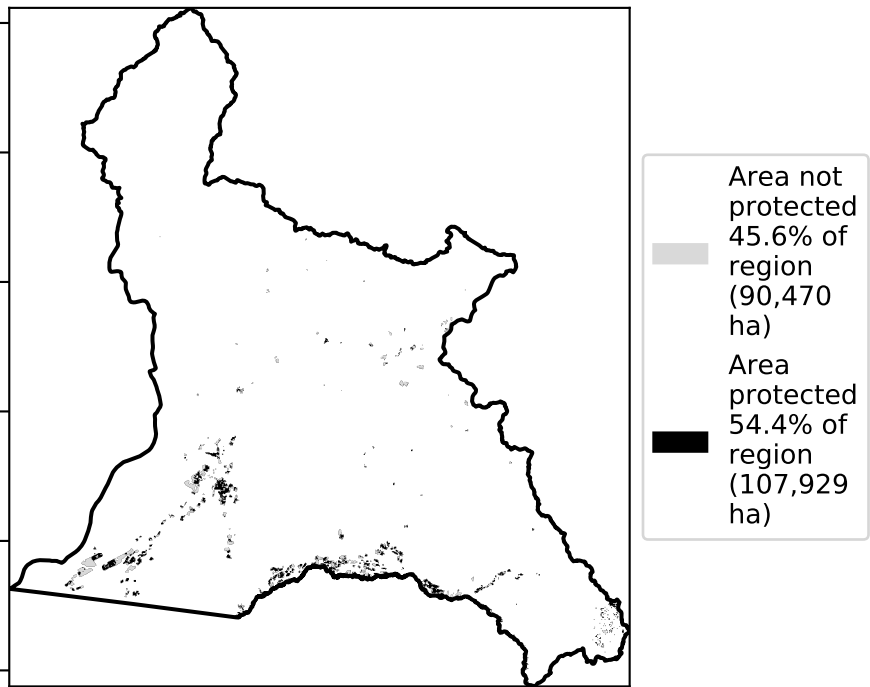 Area not
protected
45.6% of
region
(90,470
ha)
Area
protected
54.4% of
region
(107,929
ha)